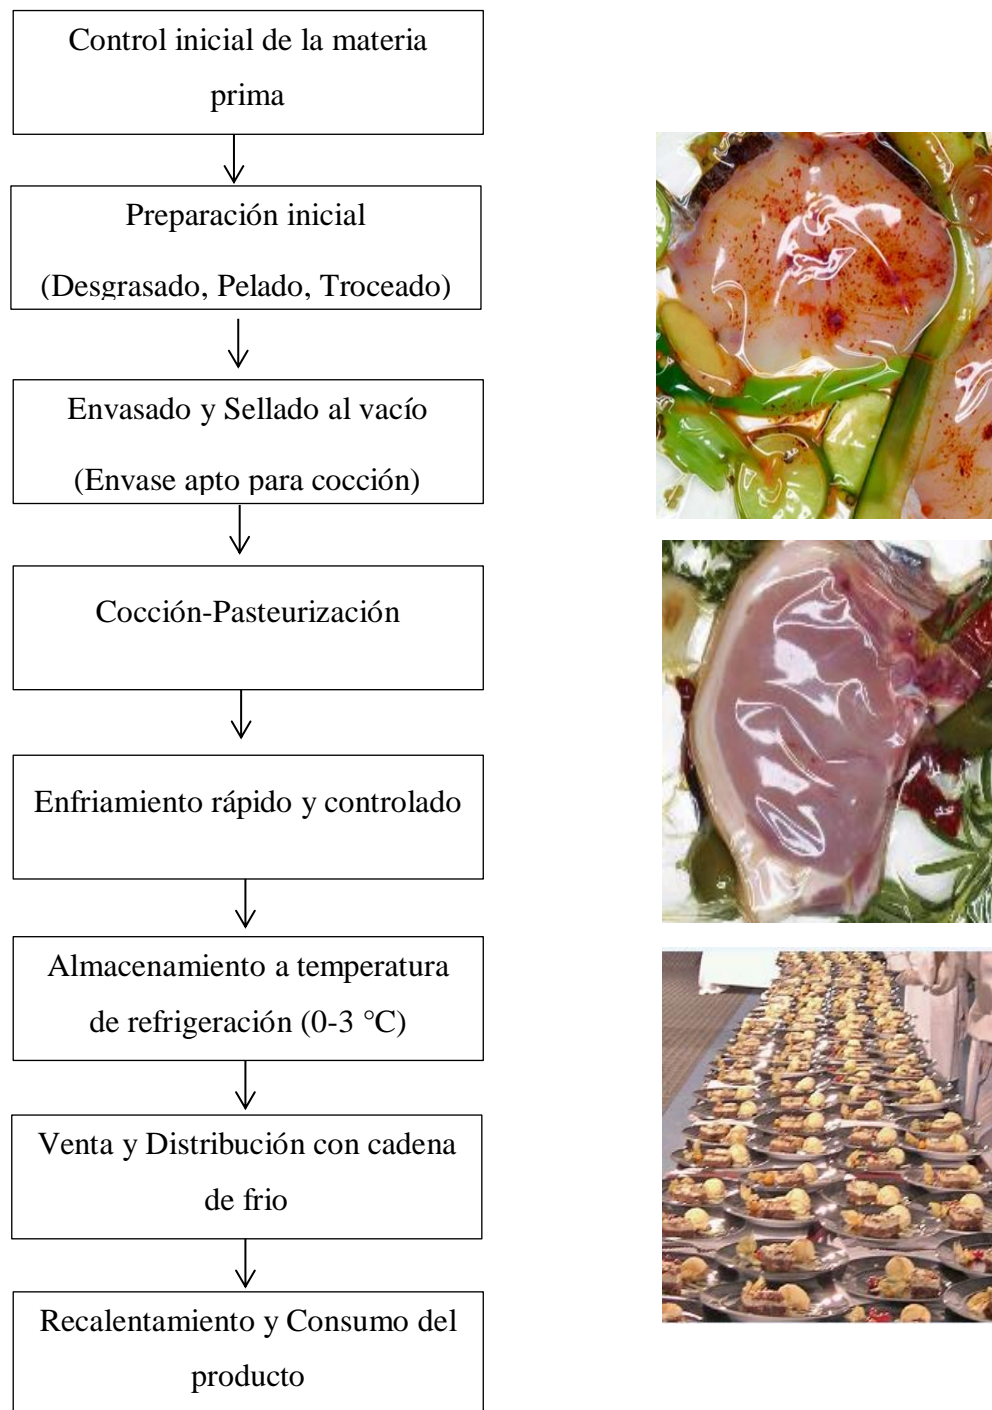 Control inicial de la materia
prima
Preparación inicial
(Desgrasado, Pelado, Troceado)
Envasado y Sellado al vacío
(Envase apto para cocción)
Cocción-Pasteurización
Enfriamiento rápido y controlado
Almacenamiento a temperatura
de refrigeración (0-3 °C)
Venta y Distribución con cadena
de frio
Recalentamiento y Consumo del
producto